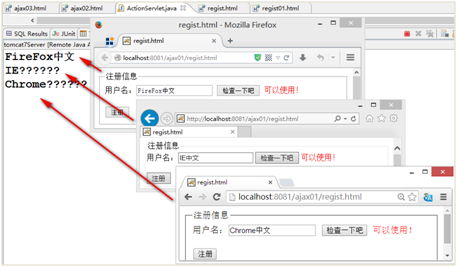 ajax03.html
ajax02.html
ActionServlet.java
regist.html
regist01.html
SQL Results
JUnit
tomcat7Server [Remote Java A
FireFox中文
IE??????
Chrome??????
regist.html - Mozilla Firefox
regist.html
localhost:8081/ajax01/regist.html
注册信息
用户名: FireFox中文 检查一下吧 可以使用!
注册
http://localhost:8081/ajax01/regist.html
regist.html
注册信息
用户名: IE中文 检查一下吧 可以使用!
注册
regist.html
localhost:8081/ajax01/regist.html
注册信息
用户名: Chrome中文 检查一下吧 可以使用!
注册